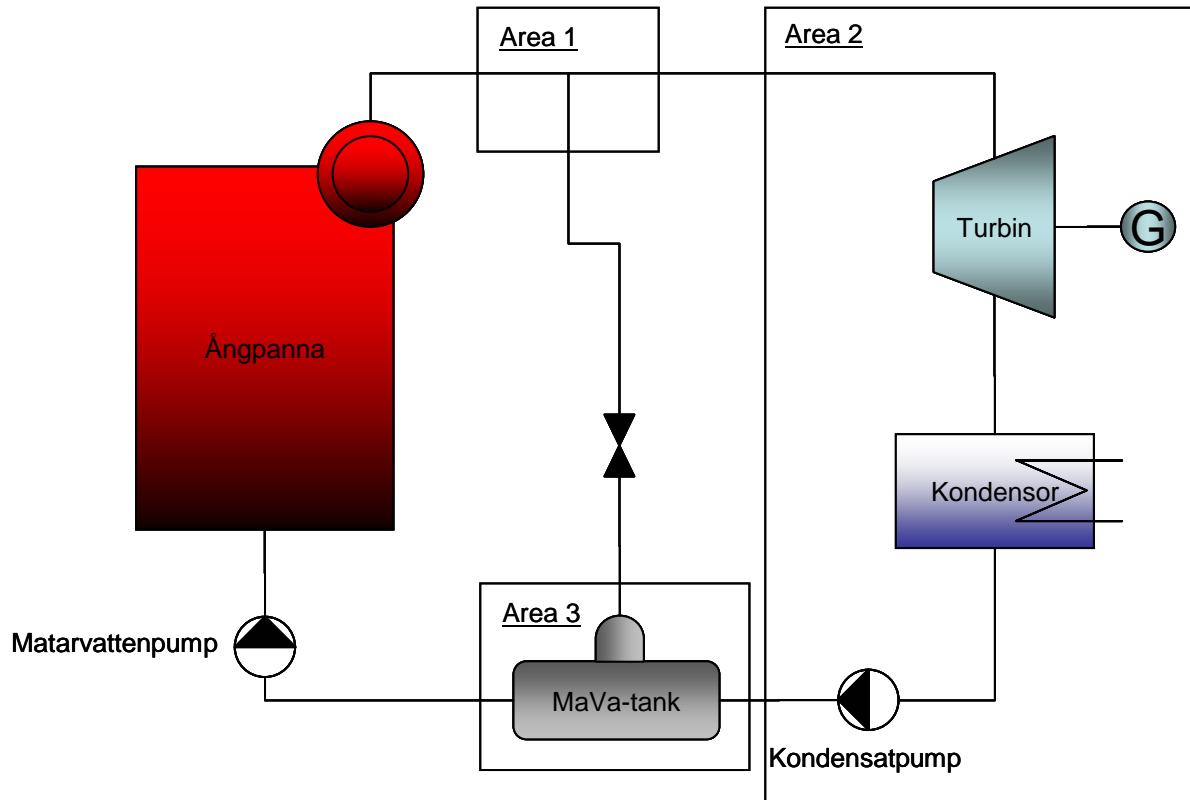 Area 1
Area 2
Turbin
G
Ångpanna
Kondensor
Area 3
Matarvattenpump
MaVa-tank
Kondensatpump